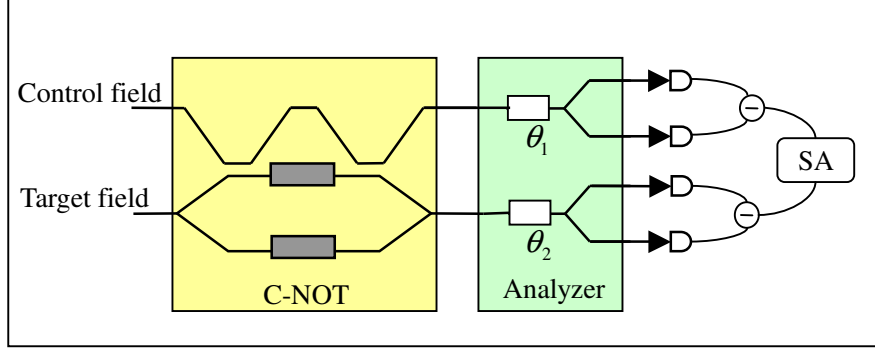 Control field
θ₁
SA
Target field
θ₂
C-NOT
Analyzer